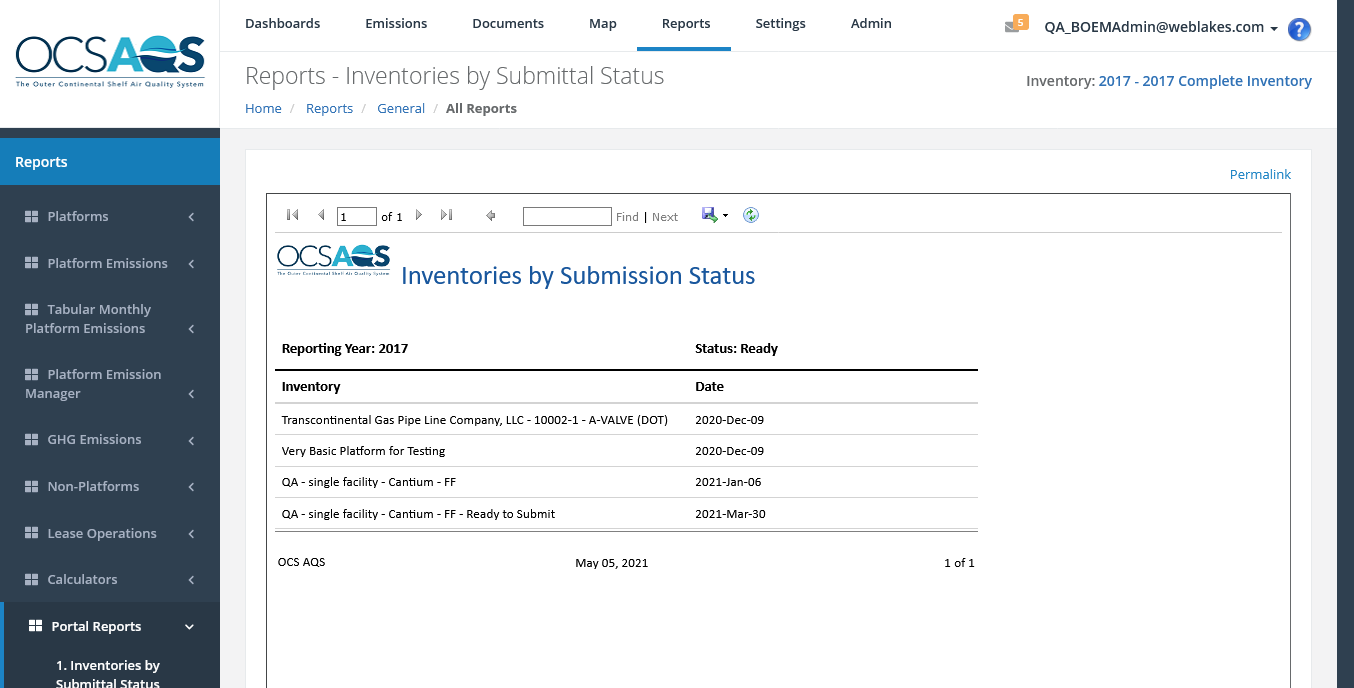 OCSAQS
The Outer Continental Shelf Air Quality System
Dashboards Emissions Documents Map Reports Settings Admin
5 QA_BOEMAdmin@weblakes.com ?
Reports - Inventories by Submittal Status
Inventory: 2017 - 2017 Complete Inventory
Home / Reports / General / All Reports
Reports
Platforms
Platform Emissions
Tabular Monthly
Platform Emissions
Platform Emission
Manager
GHG Emissions
Non-Platforms
Lease Operations
Calculators
Portal Reports
1. Inventories by
Submittal Status
Permalink
1 of 1 Find | Next
OCSAQS
The Outer Continental Shelf Air Quality System
Inventories by Submission Status
Reporting Year: 2017 Status: Ready
Inventory Date
Transcontinental Gas Pipe Line Company, LLC - 10002-1 - A-VALVE (DOT) 2020-Dec-09
Very Basic Platform for Testing 2020-Dec-09
QA - single facility - Cantium - FF 2021-Jan-06
QA - single facility - Cantium - FF - Ready to Submit 2021-Mar-30
OCS AQS May 05, 2021 1 of 1